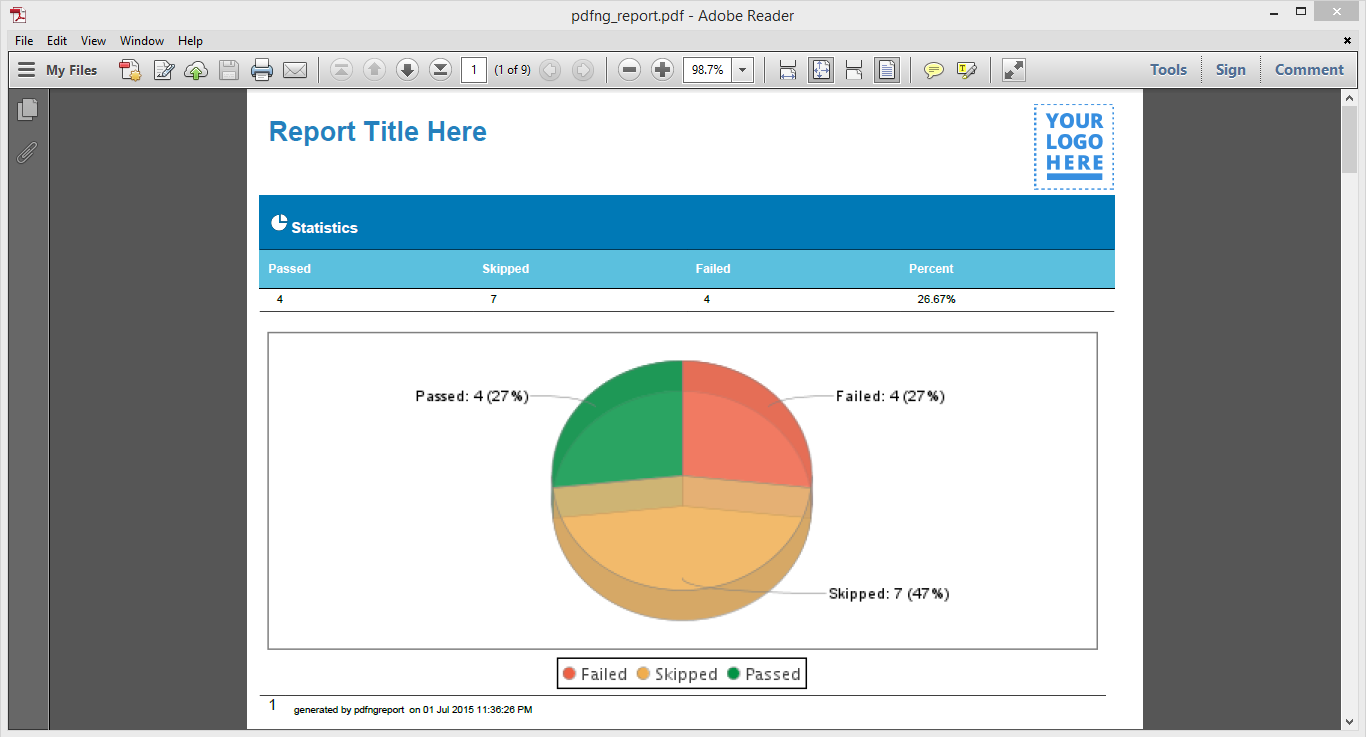 pdfng_report.pdf - Adobe Reader
File Edit View Window Help
My Files 1 (1 of 9) 98.7% Tools Sign Comment
Report Title Here
YOUR
LOGO
HERE
Statistics
Passed Skipped Failed Percent
4 7 4 26.67%
Passed: 4 (27%) Failed: 4 (27%)
Skipped: 7 (47%)
Failed Skipped Passed
1 generated by pdfngreport on 01 Jul 2015 11:36:26 PM